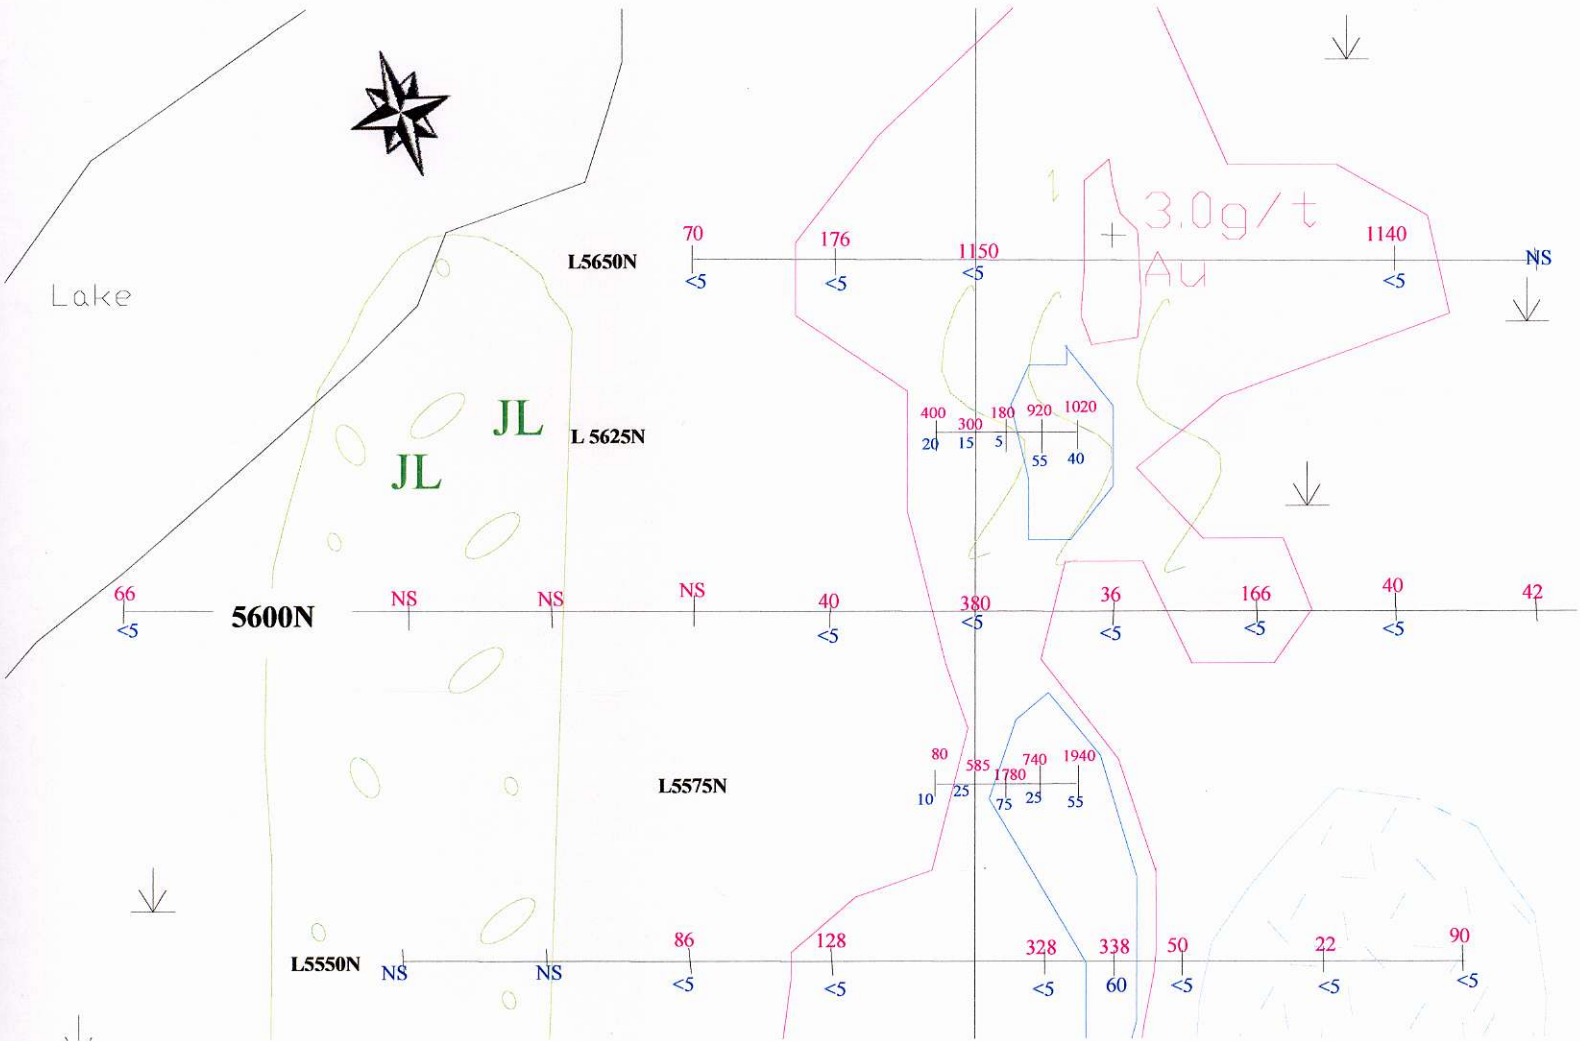 3.0g/t
Au
70 176 1150 1140
L5650N NS
<5 <5 <5 <5
Lake
JL
JL
L 5625N
400 300 180 920 1020
20 15 5 55 40
66 NS NS NS 40 380 36 166 40 42
5600N
<5 <5 <5 <5 <5 <5
L5575N
80 585 1780 740 1940
10 25 75 25 55
86 128 328 338 50 22 90
L5550N
NS NS <5 <5 <5 60 <5 <5 <5